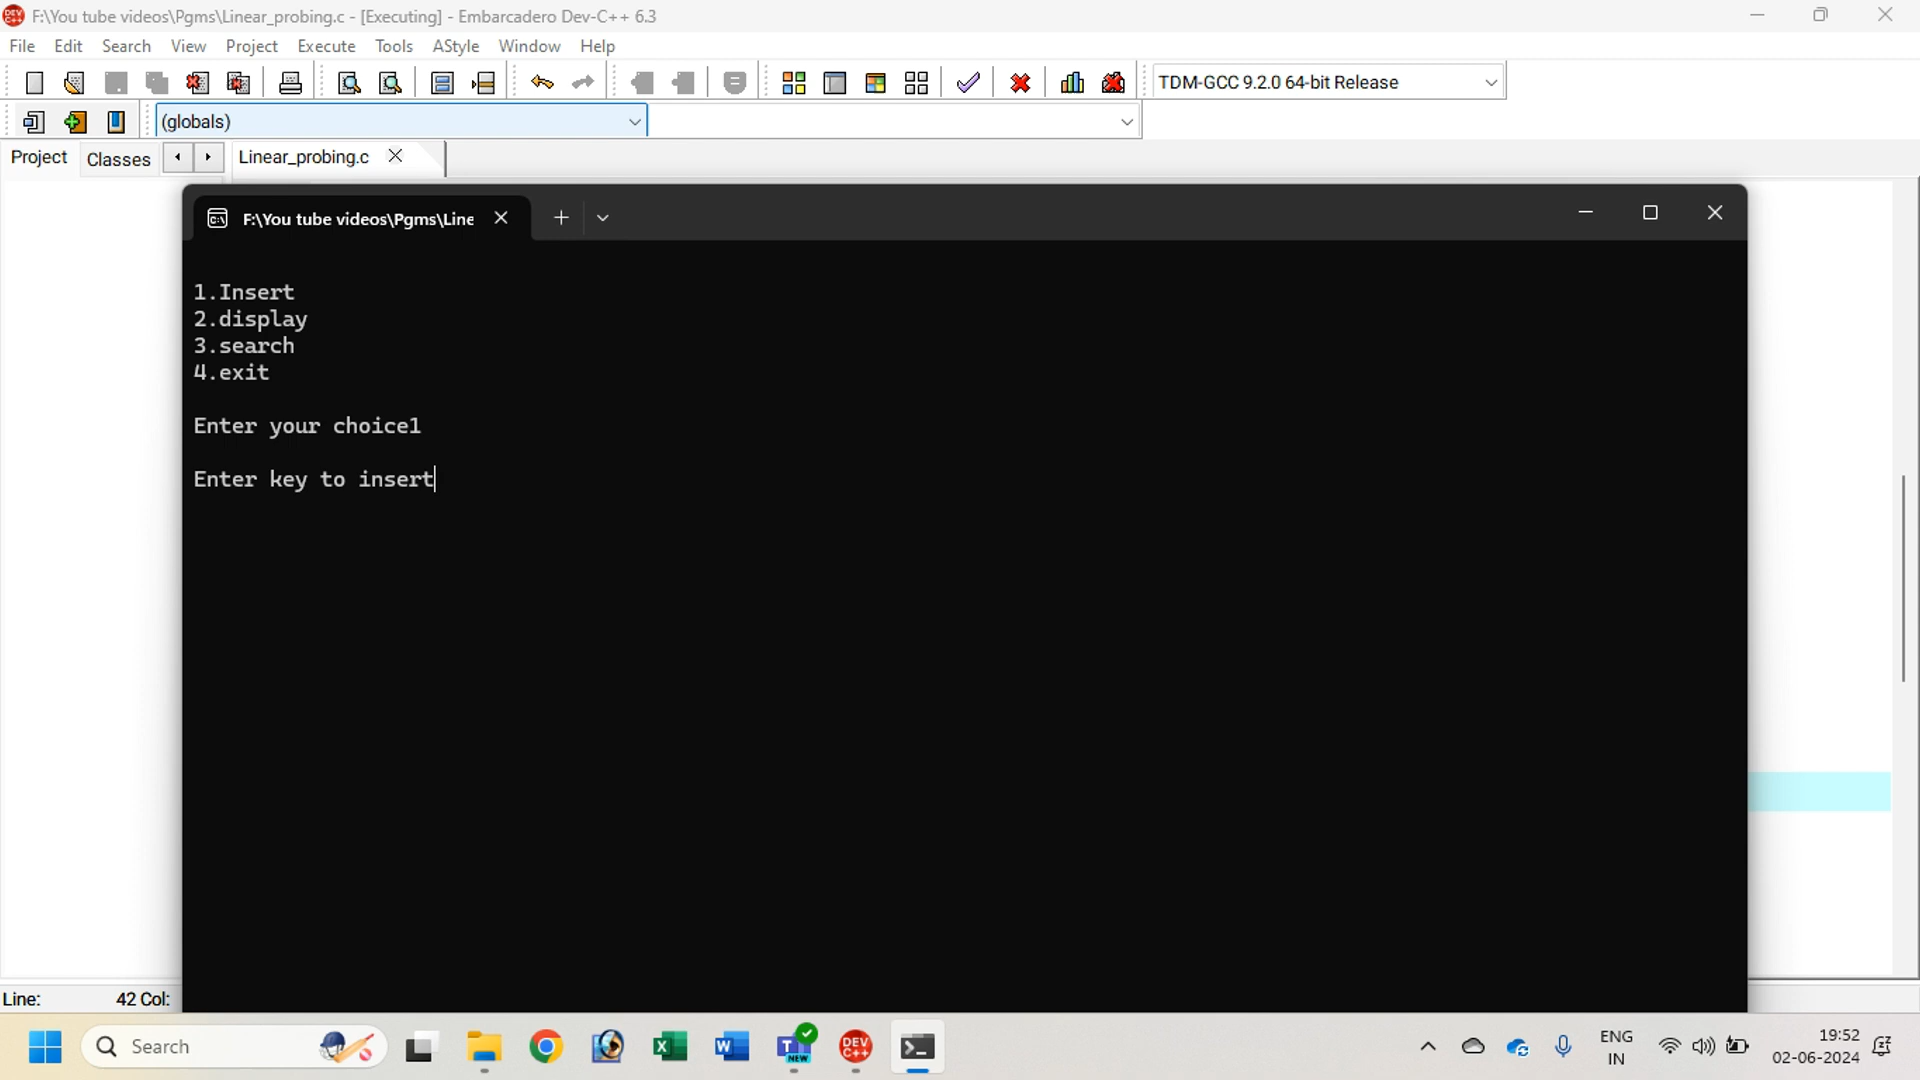 F:\You tube videos\Pgms\Linear_probing.c - [Executing] - Embarcadero Dev-C++ 6.3
File Edit Search View Project Execute Tools AStyle Window Help
TDM-GCC 9.2.0 64-bit Release
(globals)
Project Classes Linear_probing.c
F:\You tube videos\Pgms\Line
1.Insert
2.display
3.search
4.exit
Enter your choice1
Enter key to insert
Line: 42 Col:
Search
NEW
DEV C++
ENG
IN
19:52
02-06-2024